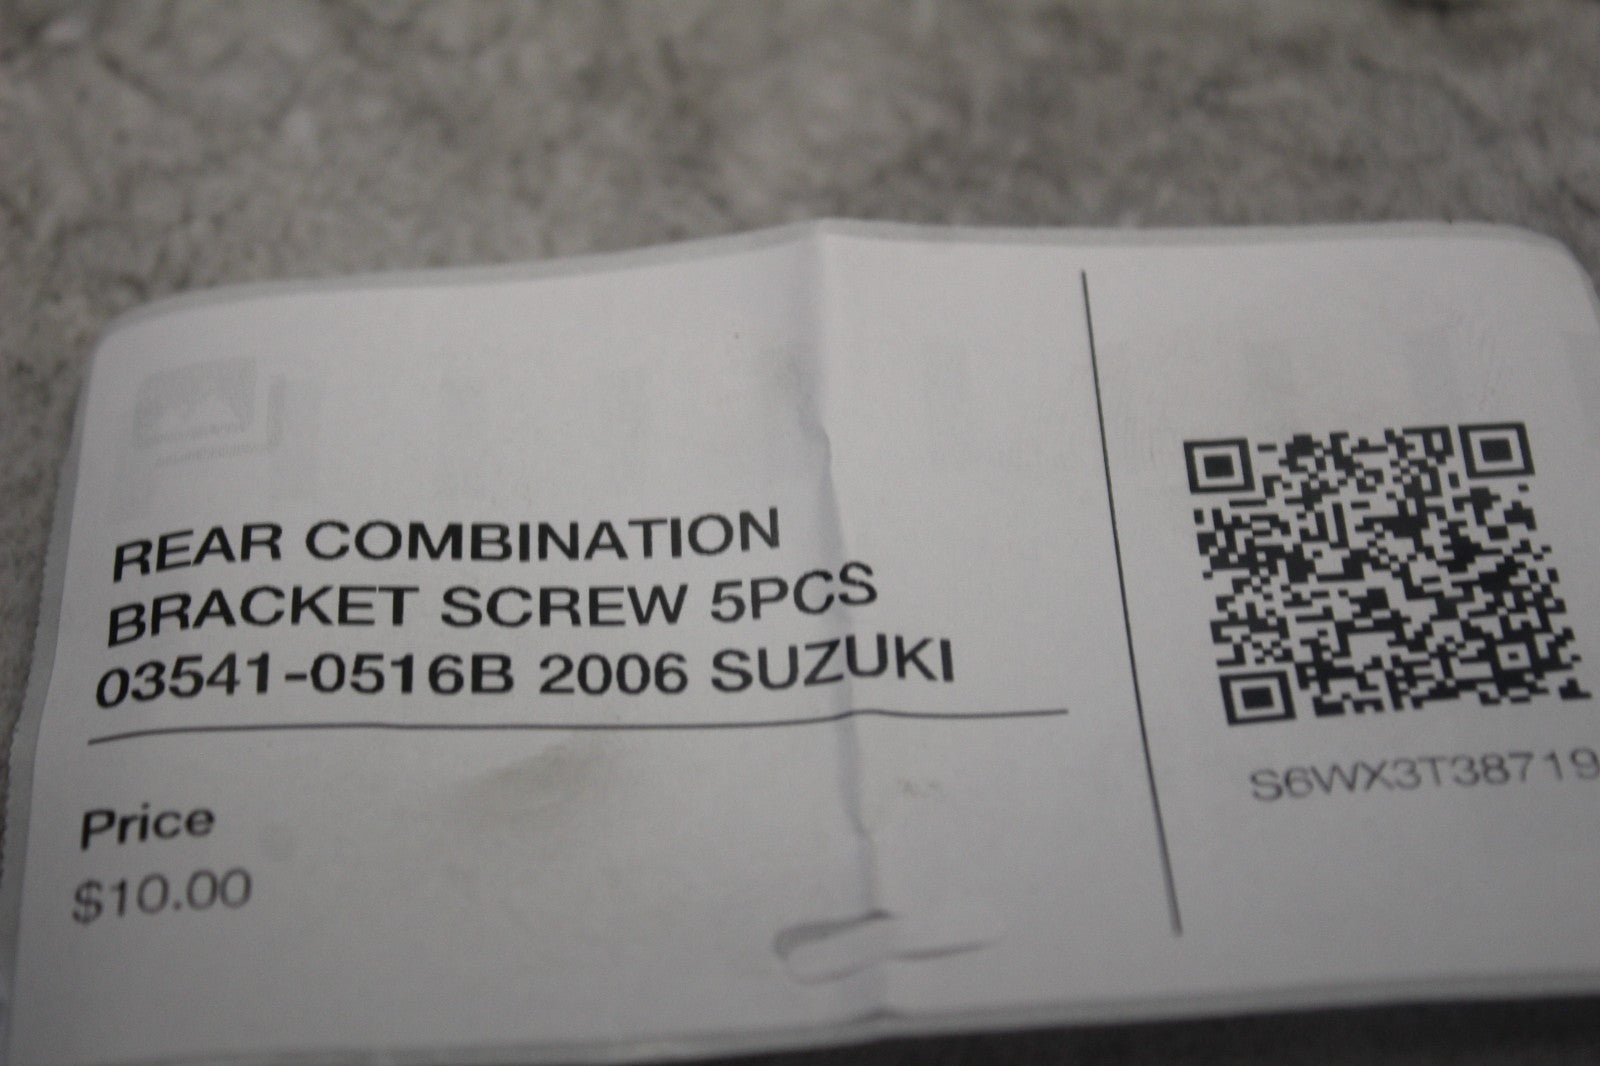 REAR COMBINATION
BRACKET SCREW 5PCS
03541-0516B 2006 SUZUKI
Price
$10.00
S6WX3T38719